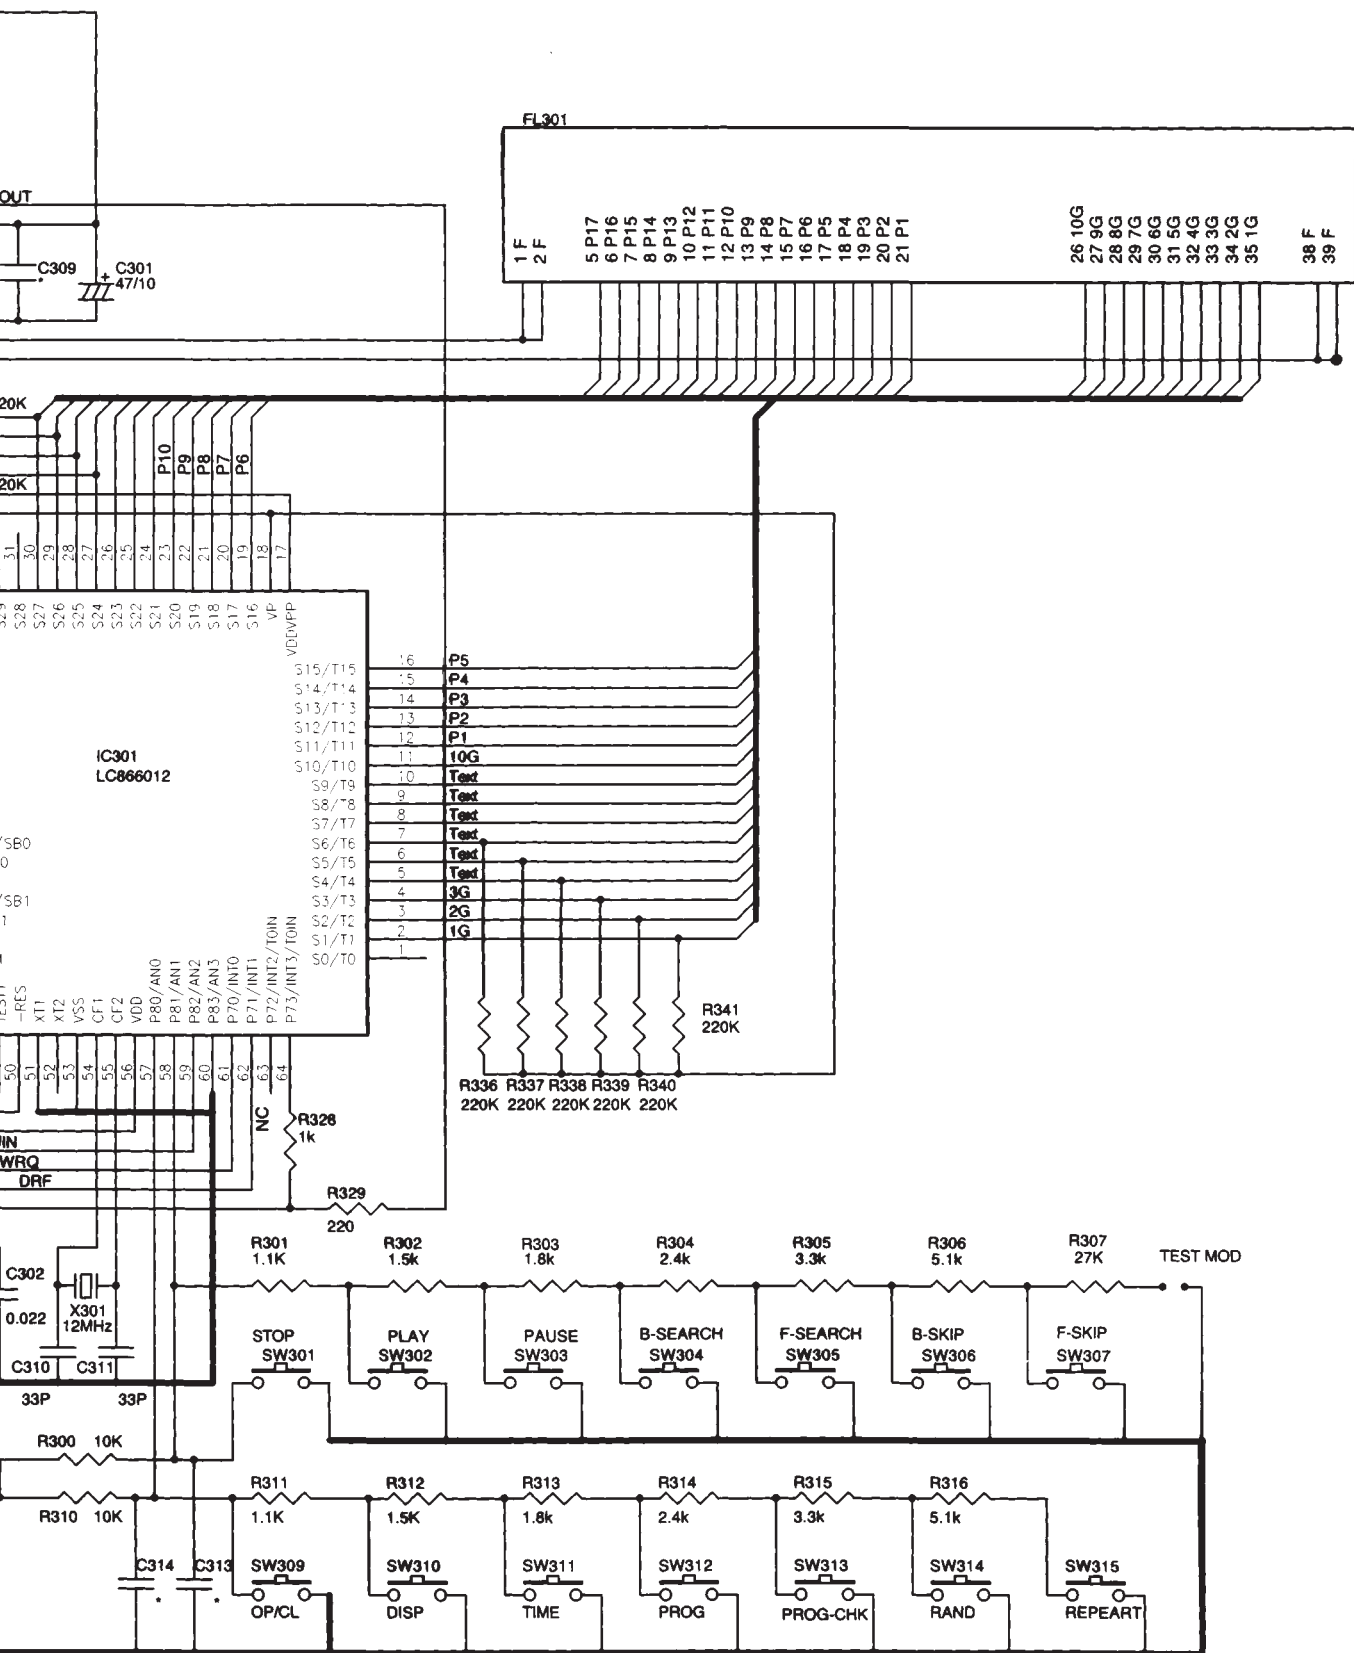 FL301
OUT
1 F
2 F
5 P17
6 P16
7 P15
8 P14
9 P13
10 P12
11 P11
12 P10
13 P9
14 P8
15 P7
16 P6
17 P5
18 P4
19 P3
20 P2
21 P1
26 10G
27 9G
28 8G
29 7G
30 6G
31 5G
32 4G
33 3G
34 2G
35 1G
38 F
39 F
C309
*
C301
+
47/10
20K
20K
P10
P9
P8
P7
P6
31
30
29
28
27
26
25
24
23
22
21
20
19
18
17
S29
S28
S27
S26
S25
S24
S23
S22
S21
S20
S19
S18
S17
S16
VP
VDDVPP
S15/T15 16 P5
S14/T14 15 P4
S13/T13 14 P3
S12/T12 13 P2
S11/T11 12 P1
S10/T10 11 10G
S9/T9 10 Text
S8/T8 9 Text
S7/T7 8 Text
S6/T6 7 Text
S5/T5 6 Text
S4/T4 5 Text
S3/T3 4 3G
S2/T2 3 2G
S1/T1 2 1G
S0/T0 1
IC301
LC866012
/SB0
0
/SB1
1
-RES
XT1
XT2
VSS
CF1
CF2
VDD
P80/AN0
P81/AN1
P82/AN2
P83/AN3
P70/INT0
P71/INT1
P72/INT2/TOIN
P73/INT3/TOIN
50
51
52
53
54
55
56
57
58
59
60
61
62
63
64
R341
220K
R336 R337 R338 R339 R340
220K 220K 220K 220K 220K
NC
R328
1k
WRQ
DRF
R329
220
R301 R302 R303 R304 R305 R306 R307
1.1K 1.5k 1.8k 2.4k 3.3k 5.1k 27K
TEST MOD
C302
0.022
X301
12MHz
C310 C311
33P 33P
STOP PLAY PAUSE B-SEARCH F-SEARCH B-SKIP F-SKIP
SW301 SW302 SW303 SW304 SW305 SW306 SW307
R300 10K
R310 10K
R311 R312 R313 R314 R315 R316
1.1K 1.5K 1.8k 2.4k 3.3k 5.1k
C314 C313
* *
SW309 SW310 SW311 SW312 SW313 SW314 SW315
OP/CL DISP TIME PROG PROG-CHK RAND REPEART